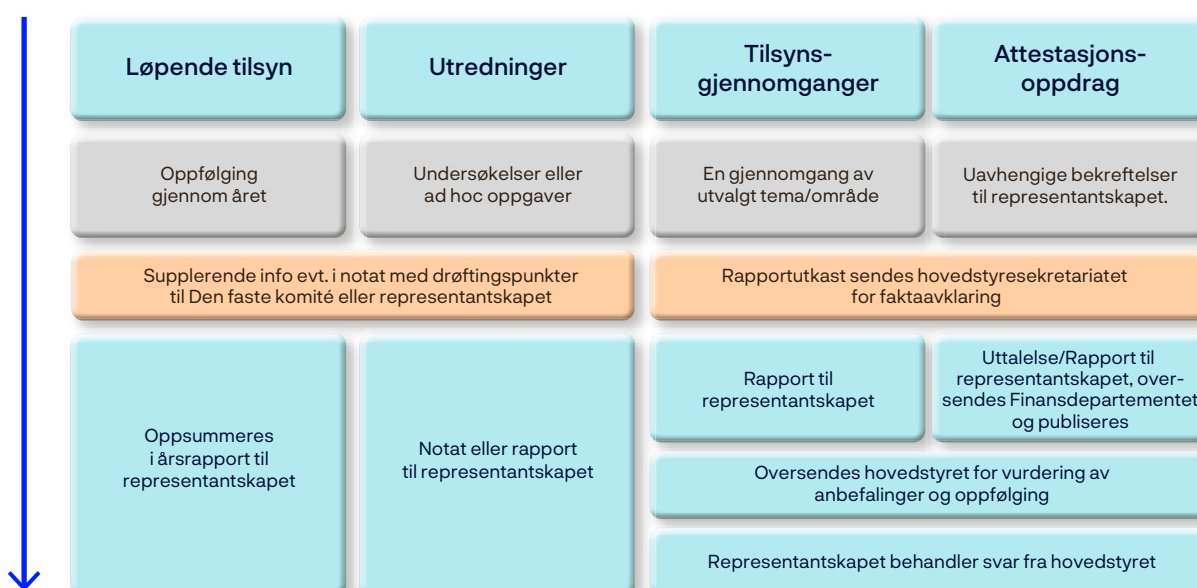 Løpende tilsyn
Utredninger
Tilsyns-
gjennomganger
Attestasjons-
oppdrag
Oppfølging
gjennom året
Undersøkelser eller
ad hoc oppgaver
En gjennomgang av
utvalgt tema/område
Uavhengige bekreftelser
til representantskapet.
Supplerende info evt. i notat med drøftingspunkter
til Den faste komité eller representantskapet
Rapportutkast sendes hovedstyresekretariatet
for faktaavklaring
Oppsummeres
i årsrapport til
representantskapet
Notat eller rapport
til representantskapet
Rapport til
representantskapet
Uttalelse/Rapport til
representantskapet, over-
sendes Finansdepartementet
og publiseres
Oversendes hovedstyret for vurdering av
anbefalinger og oppfølging
Representantskapet behandler svar fra hovedstyret